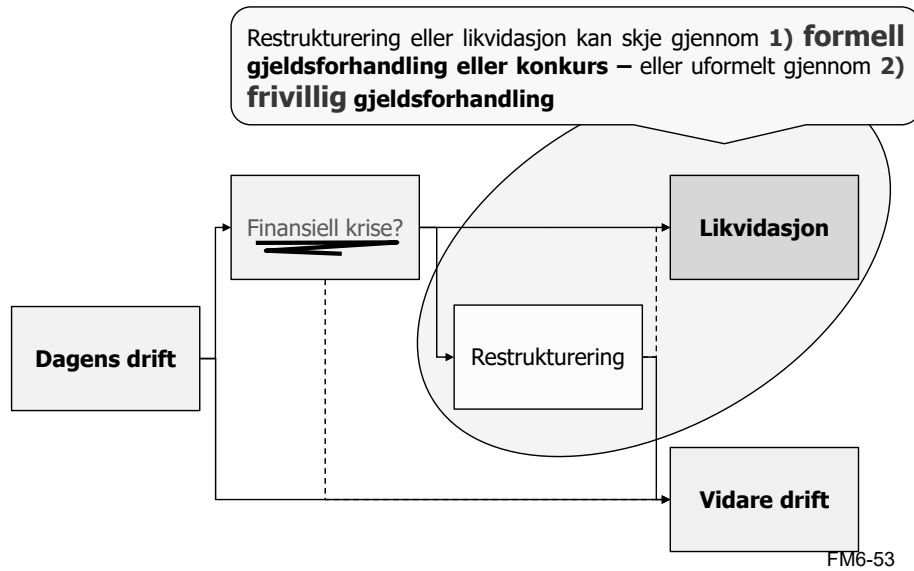 Restrukturering eller likvidasjon kan skje gjennom 1) formell
gjeldsforhandling eller konkurs – eller uformelt gjennom 2)
frivillig gjeldsforhandling
Finansiell krise?
Likvidasjon
Dagens drift
Restrukturering
Vidare drift
FM6-53